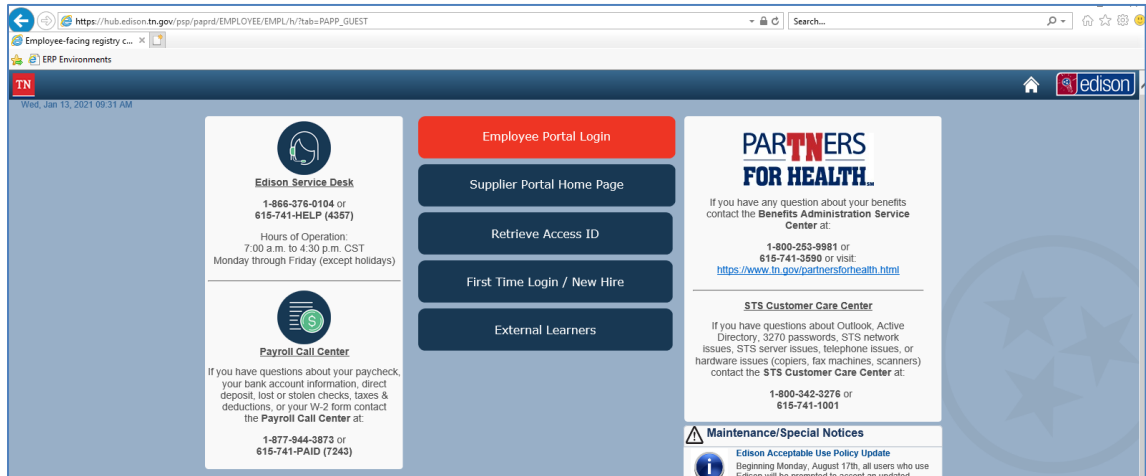 https://hub.edison.tn.gov/psp/paprd/EMPLOYEE/EMPL/h/?tab=PAPP_GUEST
Search...
Employee-facing registry c...
ERP Environments
TN
edison
Wed, Jan 13, 2021 09:31 AM
Edison Service Desk
1-866-376-0104 or
615-741-HELP (4357)
Hours of Operation:
7:00 a.m. to 4:30 p.m. CST
Monday through Friday (except holidays)
Payroll Call Center
If you have questions about your paycheck,
your bank account information, direct
deposit, lost or stolen checks, taxes &
deductions, or your W-2 form contact
the Payroll Call Center at:
1-877-944-3873 or
615-741-PAID (7243)
Employee Portal Login
Supplier Portal Home Page
Retrieve Access ID
First Time Login / New Hire
External Learners
PARTNERS
FOR HEALTH
SM
If you have any question about your benefits
contact the Benefits Administration Service
Center at:
1-800-253-9981 or
615-741-3590 or visit:
https://www.tn.gov/partnersforhealth.html
STS Customer Care Center
If you have questions about Outlook, Active
Directory, 3270 passwords, STS network
issues, STS server issues, telephone issues, or
hardware issues (copiers, fax machines, scanners)
contact the STS Customer Care Center at:
1-800-342-3276 or
615-741-1001
Maintenance/Special Notices
Edison Acceptable Use Policy Update
Beginning Monday, August 17th, all users who use
Edison will be prompted to accept an updated